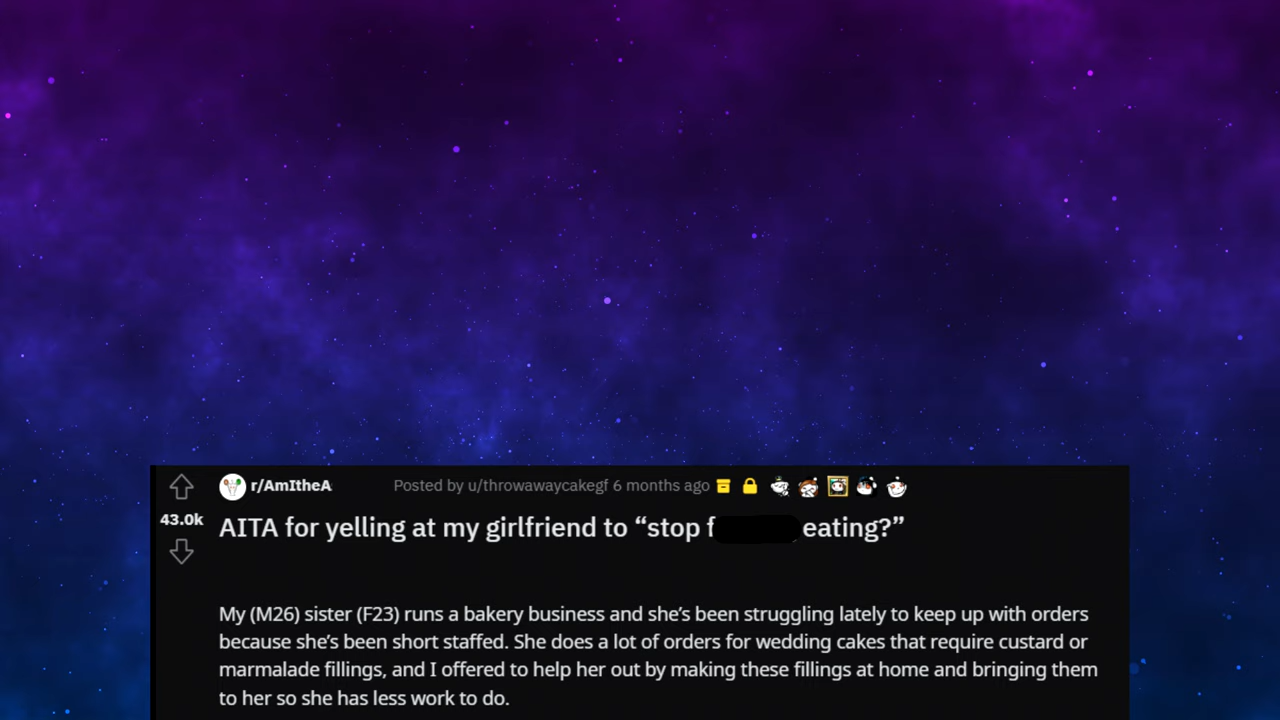 r/AmItheA Posted by u/throwawaycakegf 6 months ago
43.0k
AITA for yelling at my girlfriend to “stop f eating?”
My (M26) sister (F23) runs a bakery business and she’s been struggling lately to keep up with orders
because she’s been short staffed. She does a lot of orders for wedding cakes that require custard or
marmalade fillings, and I offered to help her out by making these fillings at home and bringing them
to her so she has less work to do.